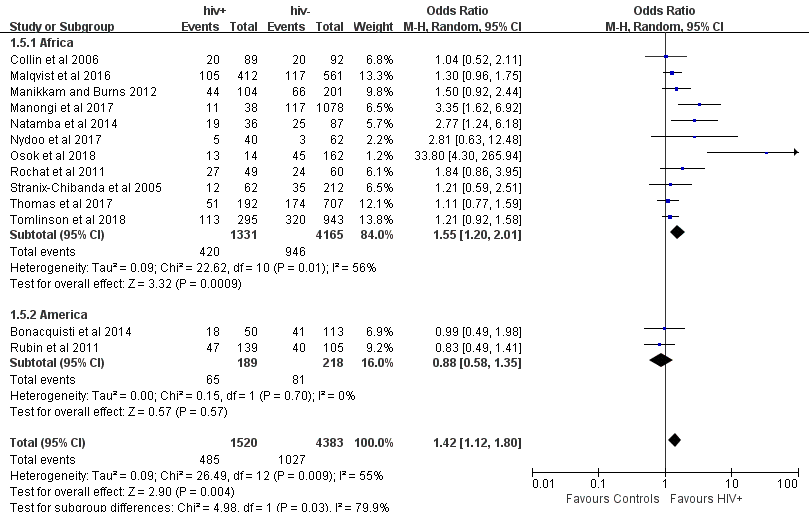 hiv+ hiv- Odds Ratio Odds Ratio
Study or Subgroup Events Total Events Total Weight M-H, Random, 95% CI M-H, Random, 95% CI
1.5.1 Africa
Collin et al 2006 20 89 20 92 6.8% 1.04 [0.52, 2.11]
Malqvist et al 2016 105 412 117 561 13.3% 1.30 [0.96, 1.75]
Manikkam and Burns 2012 44 104 66 201 9.8% 1.50 [0.92, 2.44]
Manongi et al 2017 11 38 117 1078 6.5% 3.35 [1.62, 6.92]
Natamba et al 2014 19 36 25 87 5.7% 2.77 [1.24, 6.18]
Nydoo et al 2017 5 40 3 62 2.2% 2.81 [0.63, 12.48]
Osok et al 2018 13 14 45 162 1.2% 33.80 [4.30, 265.94]
Rochat et al 2011 27 49 24 60 6.1% 1.84 [0.86, 3.95]
Stranix-Chibanda et al 2005 12 62 35 212 6.6% 1.21 [0.59, 2.51]
Thomas et al 2017 51 192 174 707 12.1% 1.11 [0.77, 1.59]
Tomlinson et al 2018 113 295 320 943 13.8% 1.21 [0.92, 1.58]
Subtotal (95% CI) 1331 4165 84.0% 1.55 [1.20, 2.01]
Total events 420 946
Heterogeneity: Tau² = 0.09; Chi² = 22.62, df = 10 (P = 0.01); I² = 56%
Test for overall effect: Z = 3.32 (P = 0.0009)
1.5.2 America
Bonacquisti et al 2014 18 50 41 113 6.9% 0.99 [0.49, 1.98]
Rubin et al 2011 47 139 40 105 9.2% 0.83 [0.49, 1.41]
Subtotal (95% CI) 189 218 16.0% 0.88 [0.58, 1.35]
Total events 65 81
Heterogeneity: Tau² = 0.00; Chi² = 0.15, df = 1 (P = 0.70); I² = 0%
Test for overall effect: Z = 0.57 (P = 0.57)
Total (95% CI) 1520 4383 100.0% 1.42 [1.12, 1.80]
Total events 485 1027
Heterogeneity: Tau² = 0.09; Chi² = 26.49, df = 12 (P = 0.009); I² = 55%
Test for overall effect: Z = 2.90 (P = 0.004)
Test for subgroup differences: Chi² = 4.98, df = 1 (P = 0.03), I² = 79.9%
0.01 0.1 1 10 100
Favours Controls Favours HIV+